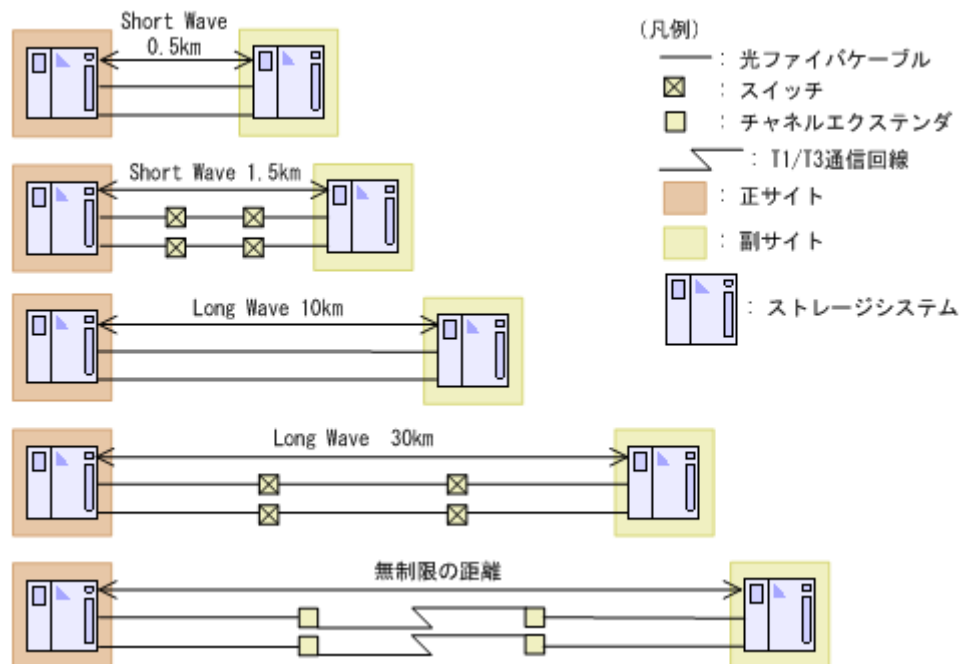 Short Wave
0.5km
Short Wave 1.5km
Long Wave 10km
Long Wave 30km
無制限の距離
(凡例)
：光ファイバケーブル
：スイッチ
：チャネルエクステンダ
：T1/T3通信回線
：正サイト
：副サイト
：ストレージシステム